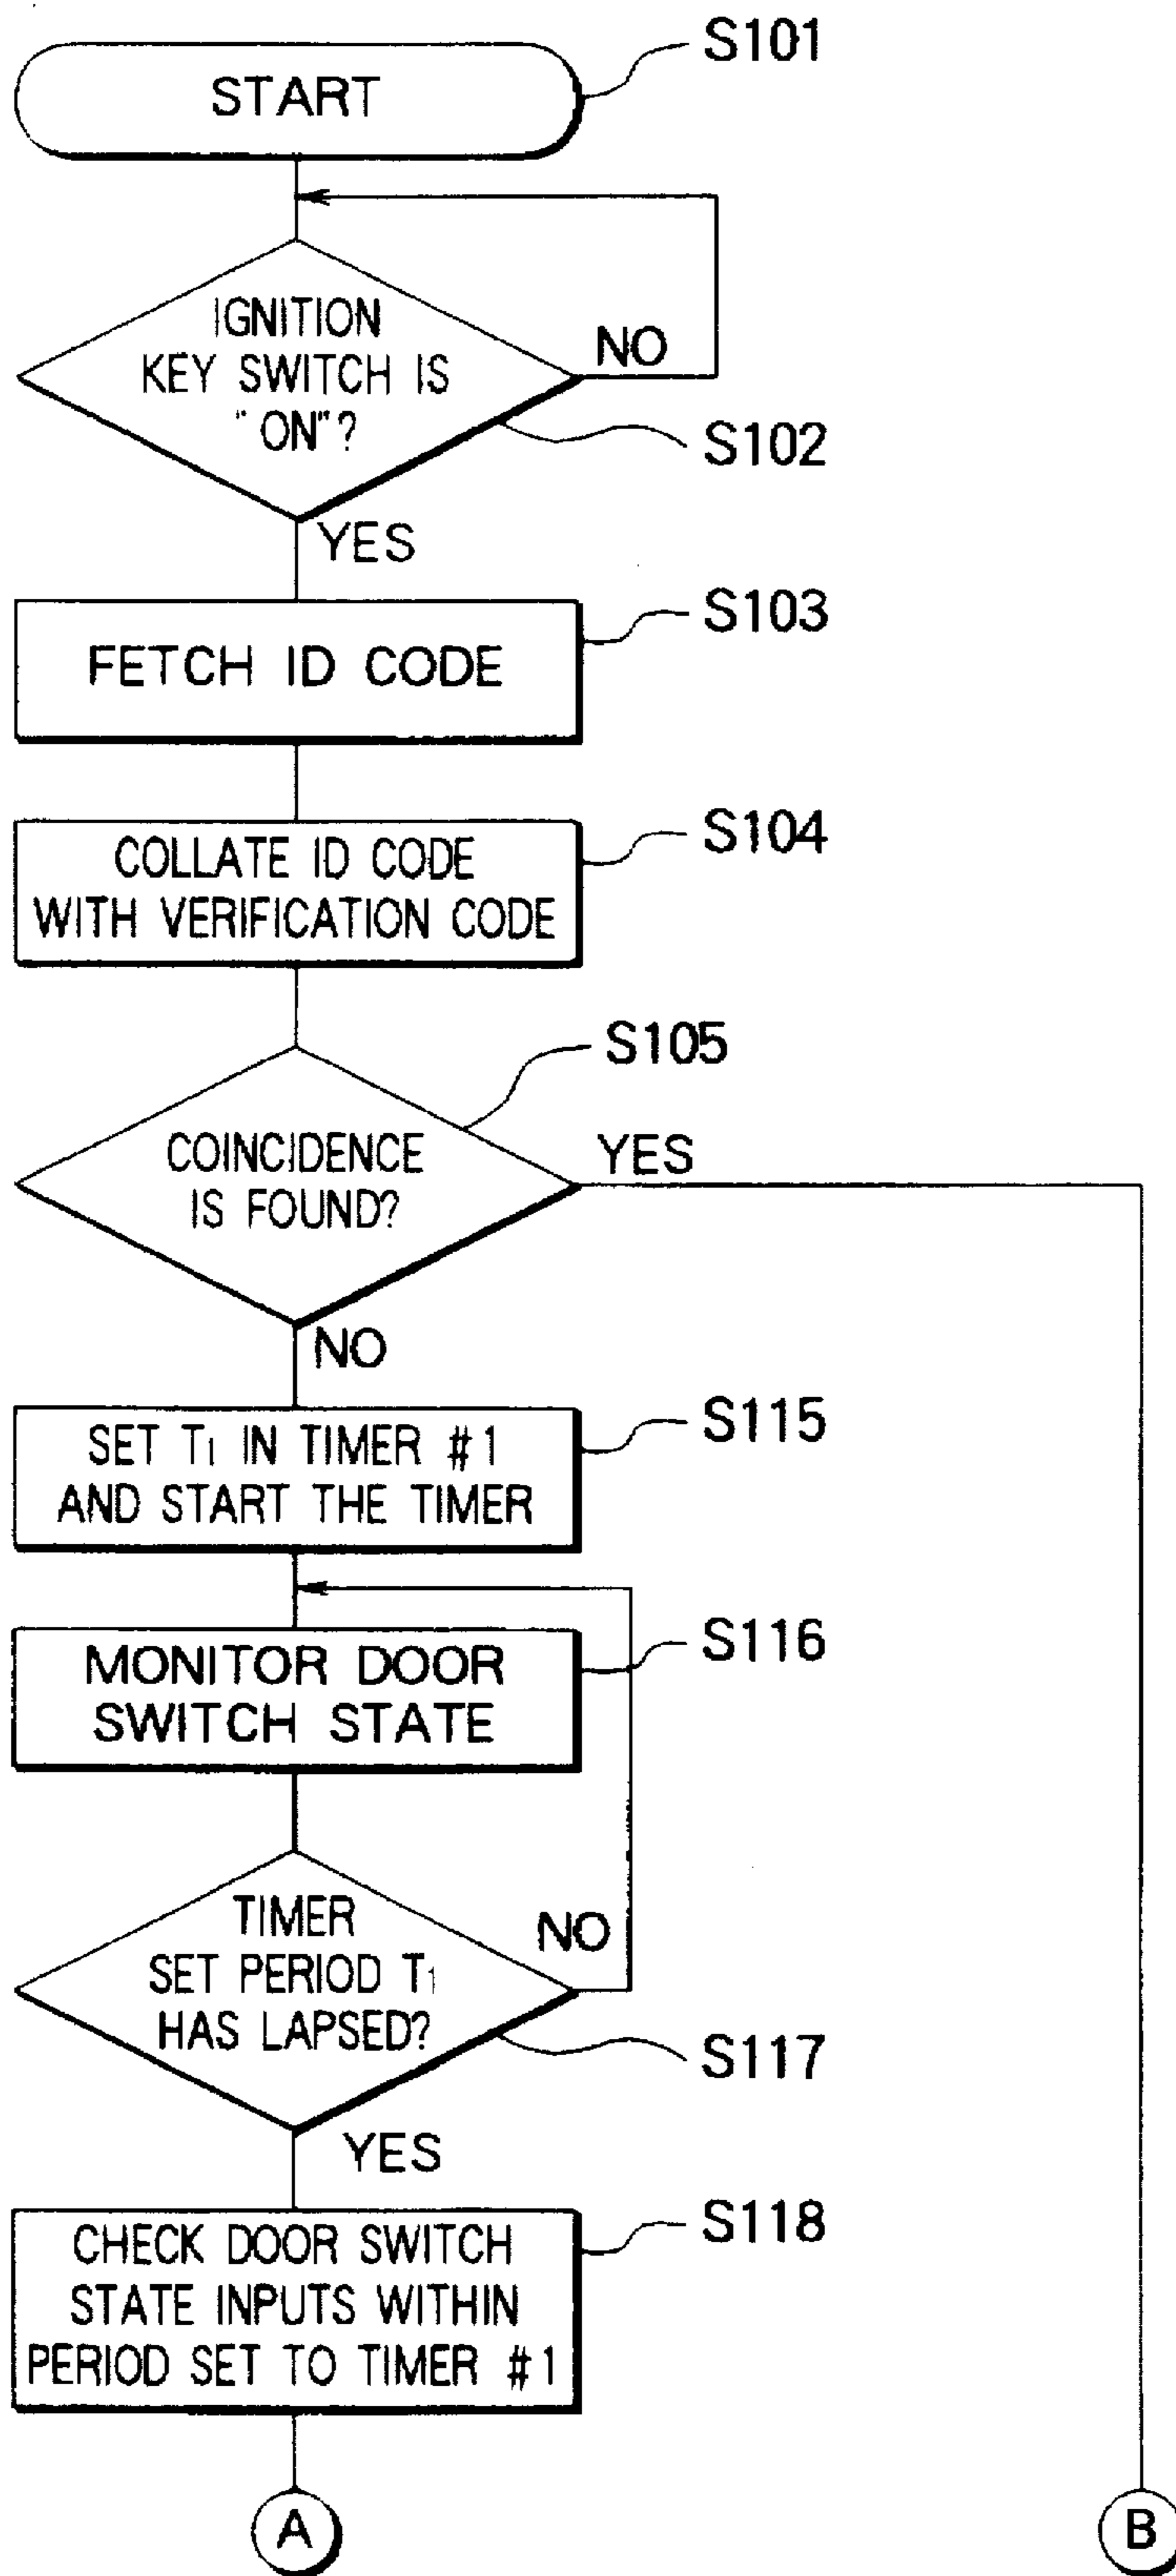 S101
START
IGNITION
KEY SWITCH IS
"ON"?
NO
S102
YES
S103
FETCH ID CODE
S104
COLLATE ID CODE
WITH VERIFICATION CODE
S105
COINCIDENCE
IS FOUND?
YES
NO
S115
SET T1 IN TIMER #1
AND START THE TIMER
S116
MONITOR DOOR
SWITCH STATE
TIMER
SET PERIOD T1
HAS LAPSED?
NO
S117
YES
S118
CHECK DOOR SWITCH
STATE INPUTS WITHIN
PERIOD SET TO TIMER #1
A
B